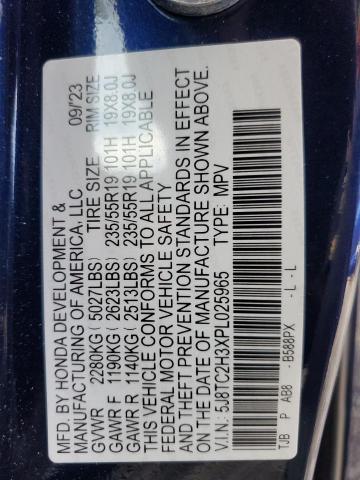 MFD. BY HONDA DEVELOPMENT & 09/'23
MANUFACTURING OF AMERICA, LLC
TIRE SIZE RIM SIZE
GVWR 2280KG ( 5027LBS)
GAWR F 1190KG ( 2623LBS) 235/55R19 101H 19X8.0J
GAWR R 1140KG ( 2513LBS) 235/55R19 101H 19X8.0J
THIS VEHICLE CONFORMS TO ALL APPLICABLE
FEDERAL MOTOR VEHICLE SAFETY
AND THEFT PREVENTION STANDARDS IN EFFECT
ON THE DATE OF MANUFACTURE SHOWN ABOVE.
V.I.N: 5J8TC2H3XPL025965 TYPE: MPV
TJB P AB8 - B588PX - L - L